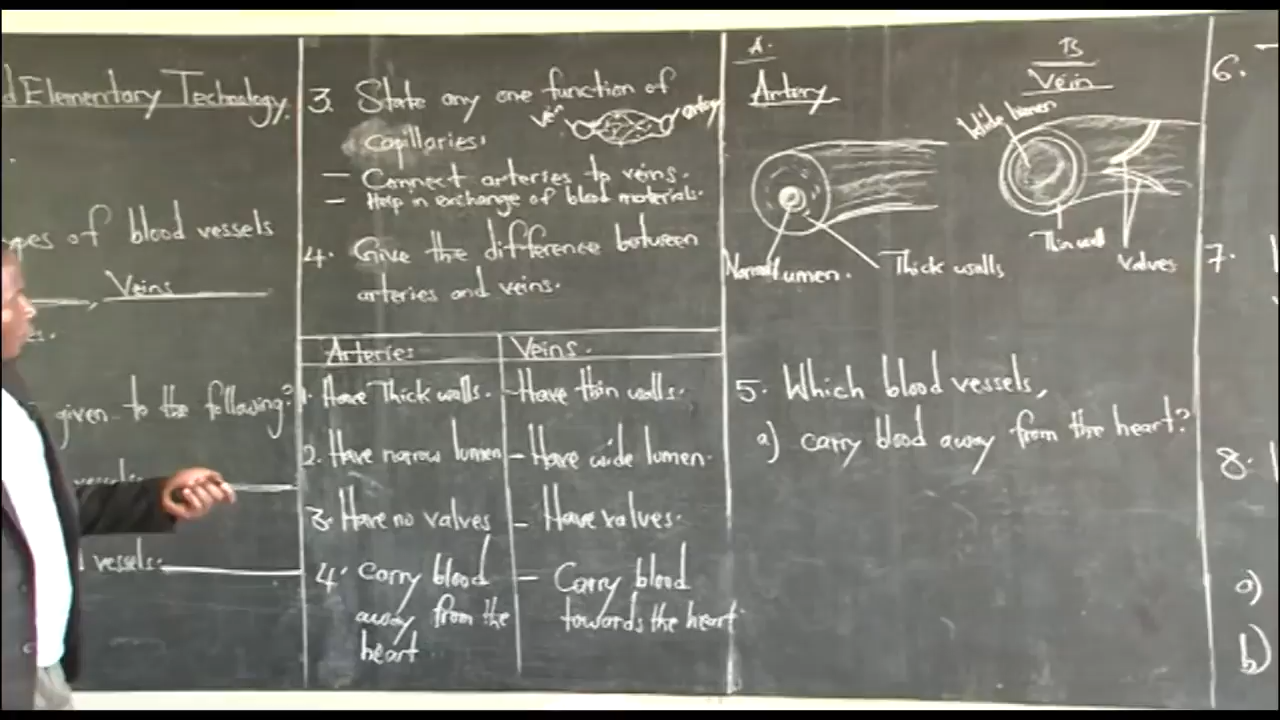 d Elementary Technology.
pes of blood vessels
Veins
given to the following?
vessels.
3. State any one function of
capillaries.
vein
artery
- Connect arteries to veins.
- Help in exchange of blood materials.
4. Give the difference between
arteries and veins.
Arteries
Veins.
1. Have Thick walls.
- Have thin walls.
2. Have narrow lumen
- Have wide lumen.
3. Have no valves
- Have valves.
4. Carry blood
away from the
heart.
- Carry blood
towards the heart
A.
Artery
Lumen.
Thick walls
B
Vein
Wide lumen
Thin wall
Valves
5. Which blood vessels,
a) carry blood away from the heart?
6.
7.
8.
a)
b)